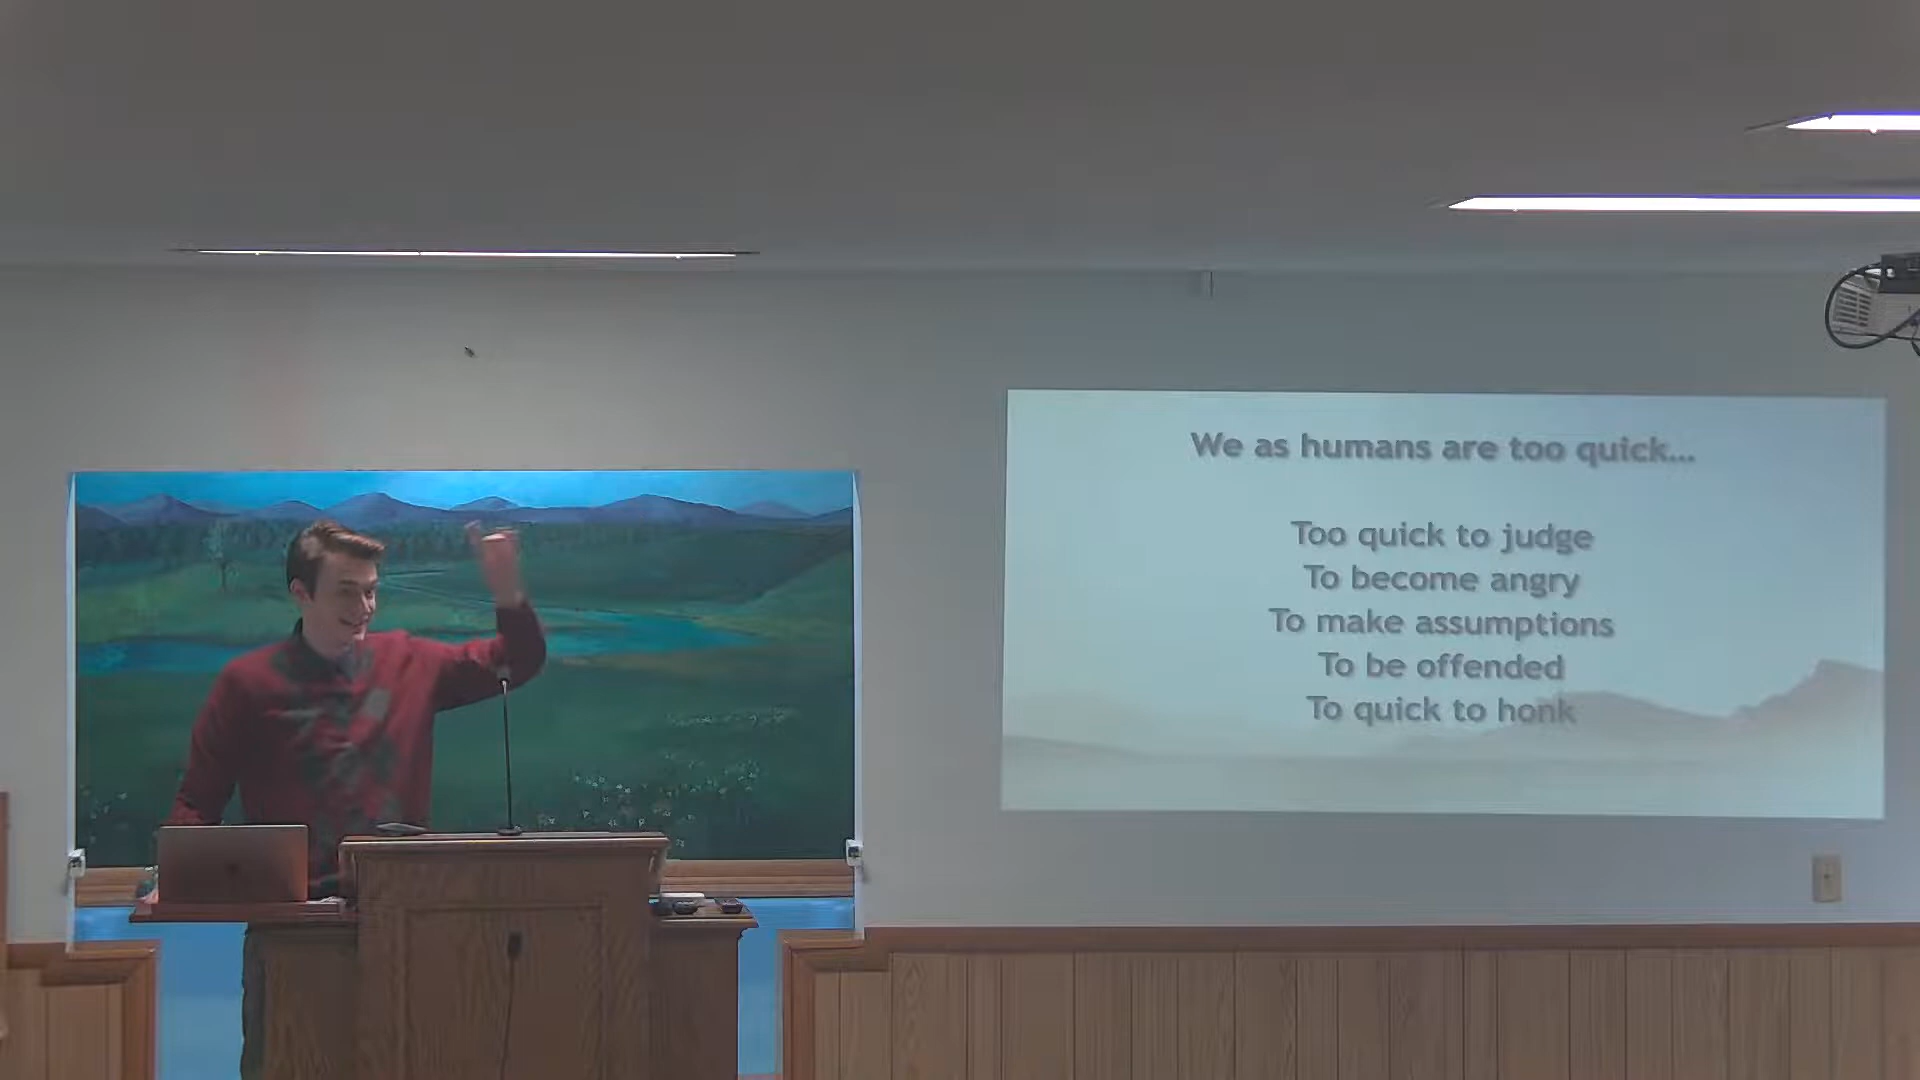 We as humans are too quick...
Too quick to judge
To become angry
To make assumptions
To be offended
To quick to honk